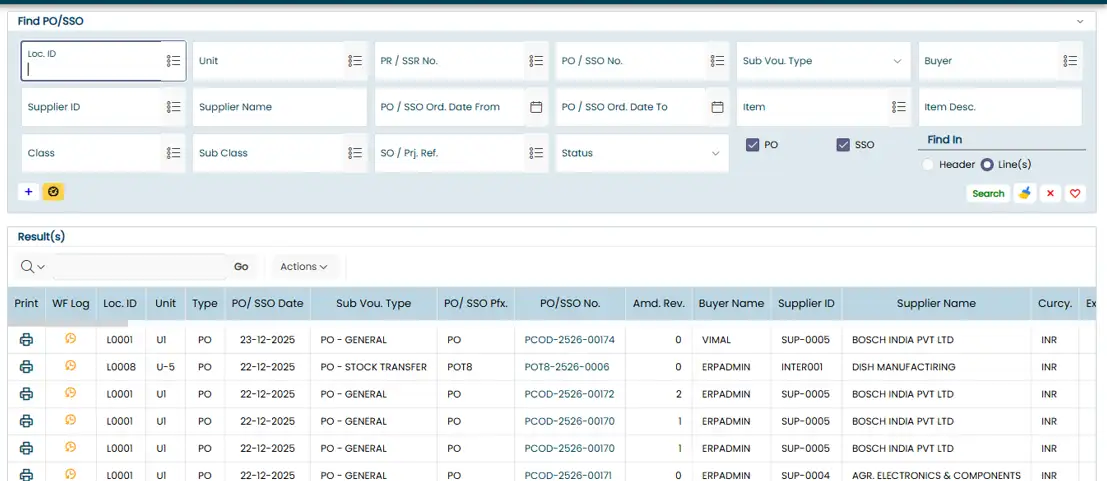 Find PO/SSO
Loc. ID
Unit
PR / SSR No.
PO / SSO No.
Sub Vou. Type
Buyer
Supplier ID
Supplier Name
PO / SSO Ord. Date From
PO / SSO Ord. Date To
Item
Item Desc.
Class
Sub Class
SO / Prj. Ref.
Status
PO
SSO
Find In
Header
Line(s)
Search
Result(s)
Go
Actions
Print WF Log Loc. ID Unit Type PO/ SSO Date Sub Vou. Type PO/ SSO Pfx. PO/SSO No. Amd. Rev. Buyer Name Supplier ID Supplier Name Curcy. Ex
L0001 U1 PO 23-12-2025 PO - GENERAL PO PCOD-2526-00174 0 VIMAL SUP-0005 BOSCH INDIA PVT LTD INR
L0008 U-5 PO 22-12-2025 PO - STOCK TRANSFER POT8 POT8-2526-0006 0 ERPADMIN INTER001 DISH MANUFACTIRING INR
L0001 U1 PO 22-12-2025 PO - GENERAL PO PCOD-2526-00172 2 ERPADMIN SUP-0005 BOSCH INDIA PVT LTD INR
L0001 U1 PO 22-12-2025 PO - GENERAL PO PCOD-2526-00170 1 ERPADMIN SUP-0005 BOSCH INDIA PVT LTD INR
L0001 U1 PO 22-12-2025 PO - GENERAL PO PCOD-2526-00170 1 ERPADMIN SUP-0005 BOSCH INDIA PVT LTD INR
L0001 U1 PO 22-12-2025 PO - GENERAL PO PCOD-2526-00171 0 ERPADMIN SUP-0004 AGR. ELECTRONICS & COMPONENTS INR